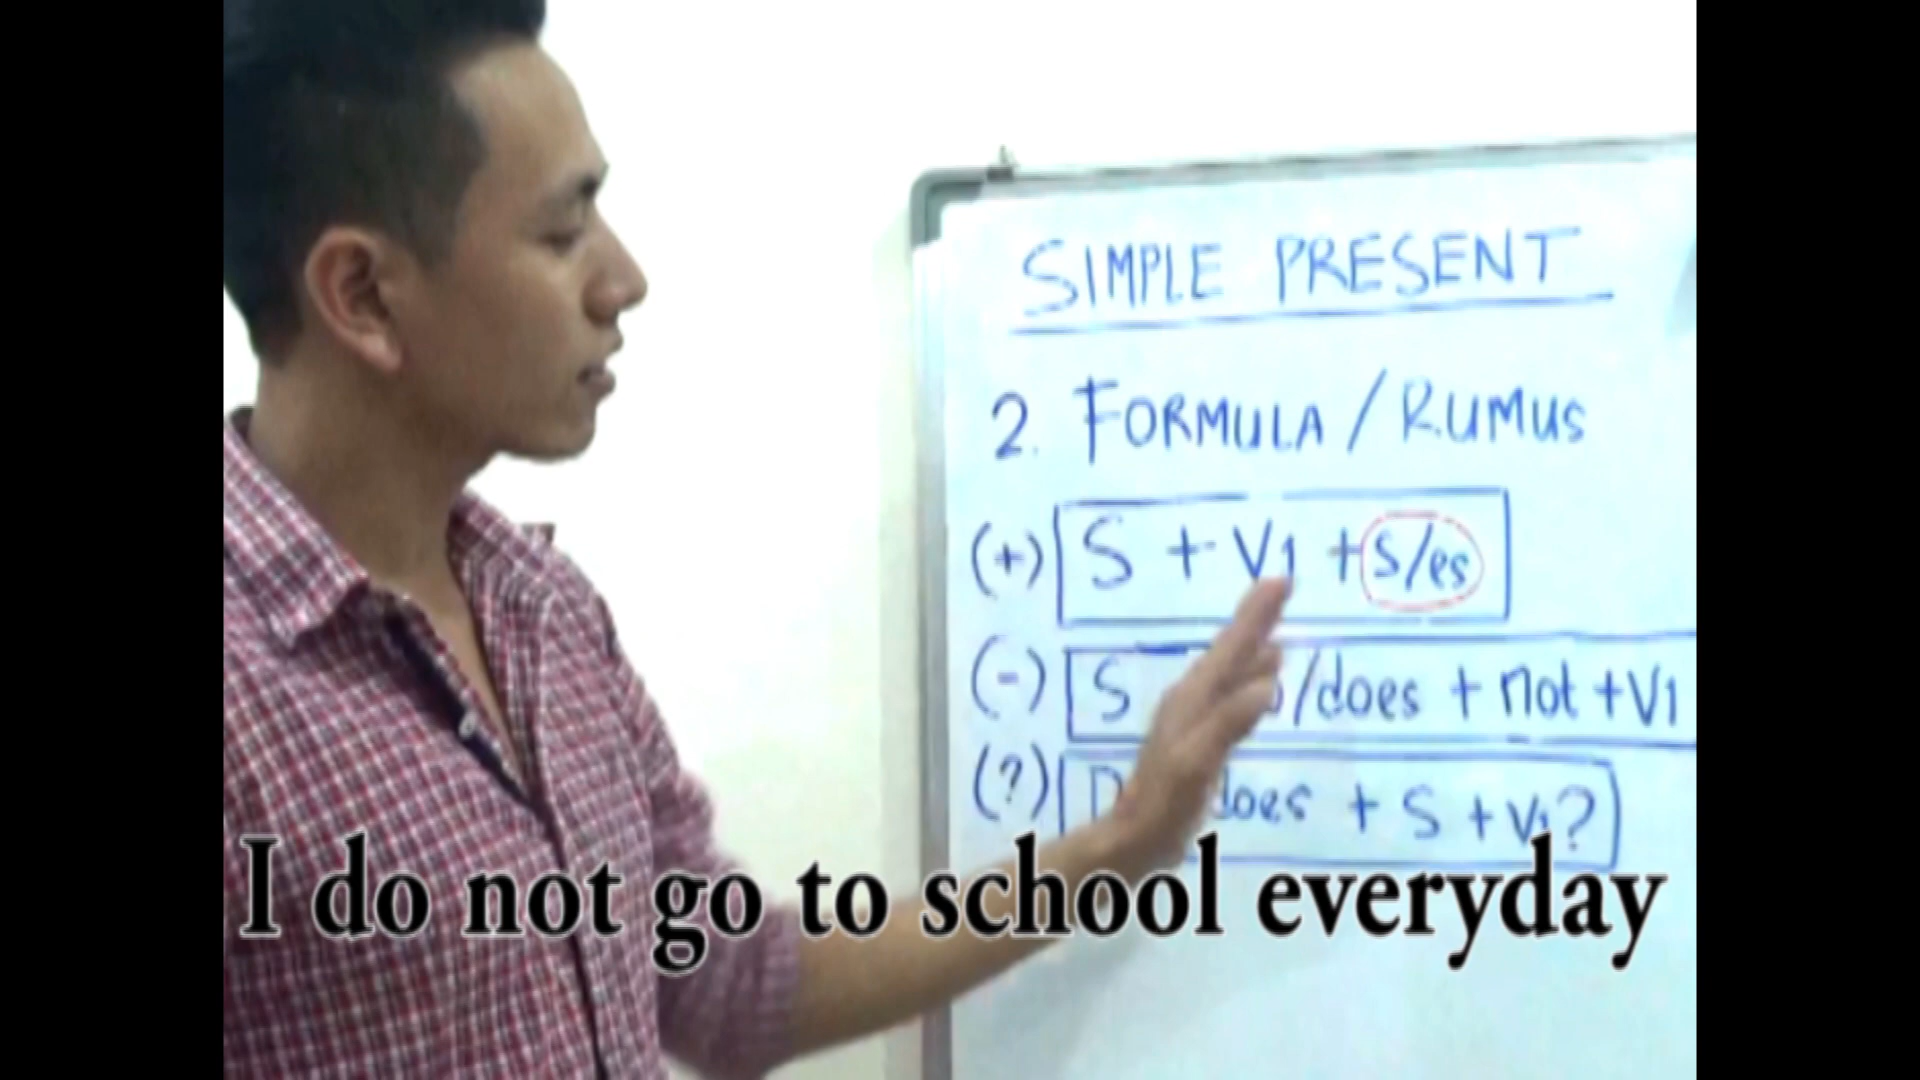 SIMPLE PRESENT
2. FORMULA / RUMUS
(+) S + V1 + S/es
(-) S /does + not + V1
(?) does + S + V1?
I do not go to school everyday